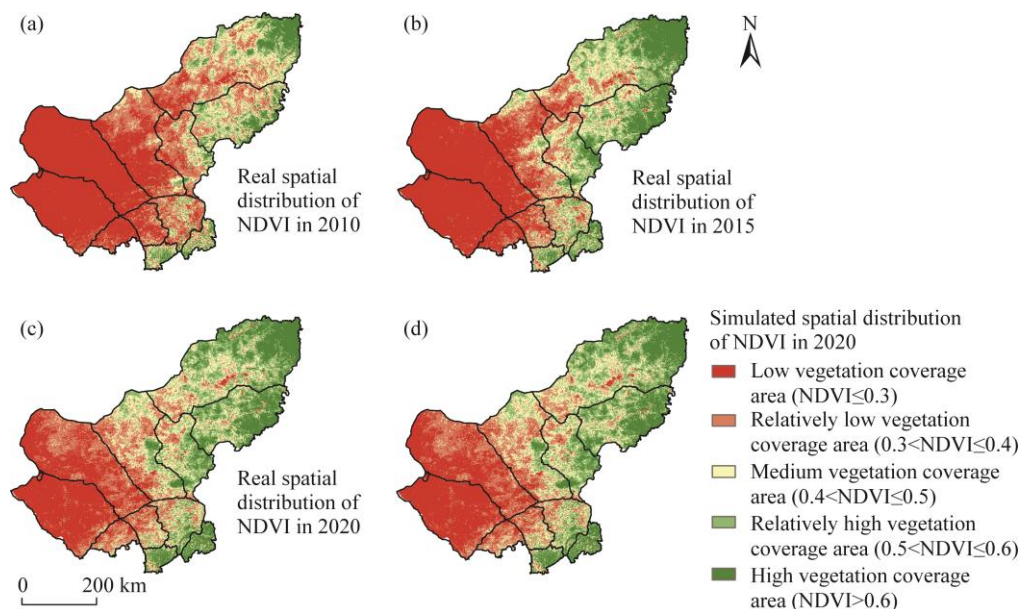 (a)
(b)
N
Real spatial
distribution of
NDVI in 2010
Real spatial
distribution of
NDVI in 2015
(c)
(d)
Real spatial
distribution of
NDVI in 2020
0 200 km
Simulated spatial distribution
of NDVI in 2020
Low vegetation coverage
area (NDVI≤0.3)
Relatively low vegetation
coverage area (0.3<NDVI≤0.4)
Medium vegetation coverage
area (0.4<NDVI≤0.5)
Relatively high vegetation
coverage area (0.5<NDVI≤0.6)
High vegetation coverage
area (NDVI>0.6)